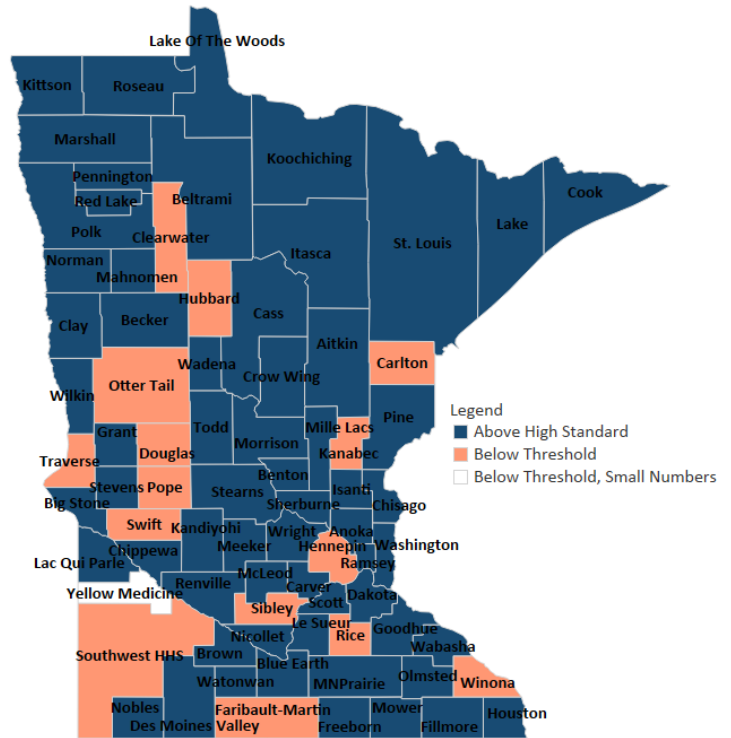 Lake Of The Woods
Kittson
Roseau
Marshall
Koochiching
Pennington
Red Lake
Beltrami
Cook
Polk
Clearwater
St. Louis
Lake
Norman
Itasca
Mahnomen
Hubbard
Cass
Clay
Becker
Aitkin
Wadena
Carlton
Otter Tail
Crow Wing
Wilkin
Pine
Legend
Above High Standard
Below Threshold
Below Threshold, Small Numbers
Grant
Todd
Mille Lacs
Morrison
Douglas
Kanabec
Traverse
Benton
Stevens
Pope
Stearns
Isanti
Big Stone
Sherburne
Chisago
Swift
Kandiyohi
Wright
Anoka
Chippewa
Meeker
Hennepin
Washington
Lac Qui Parle
Ramsey
McLeod
Renville
Carver
Yellow Medicine
Dakota
Scott
Sibley
Le Sueur
Nicollet
Rice
Goodhue
Wabasha
Southwest HHS
Brown
Blue Earth
Watonwan
MNPrairie
Olmsted
Winona
Nobles
Faribault-Martin
Mower
Houston
Des Moines Valley
Freeborn
Fillmore